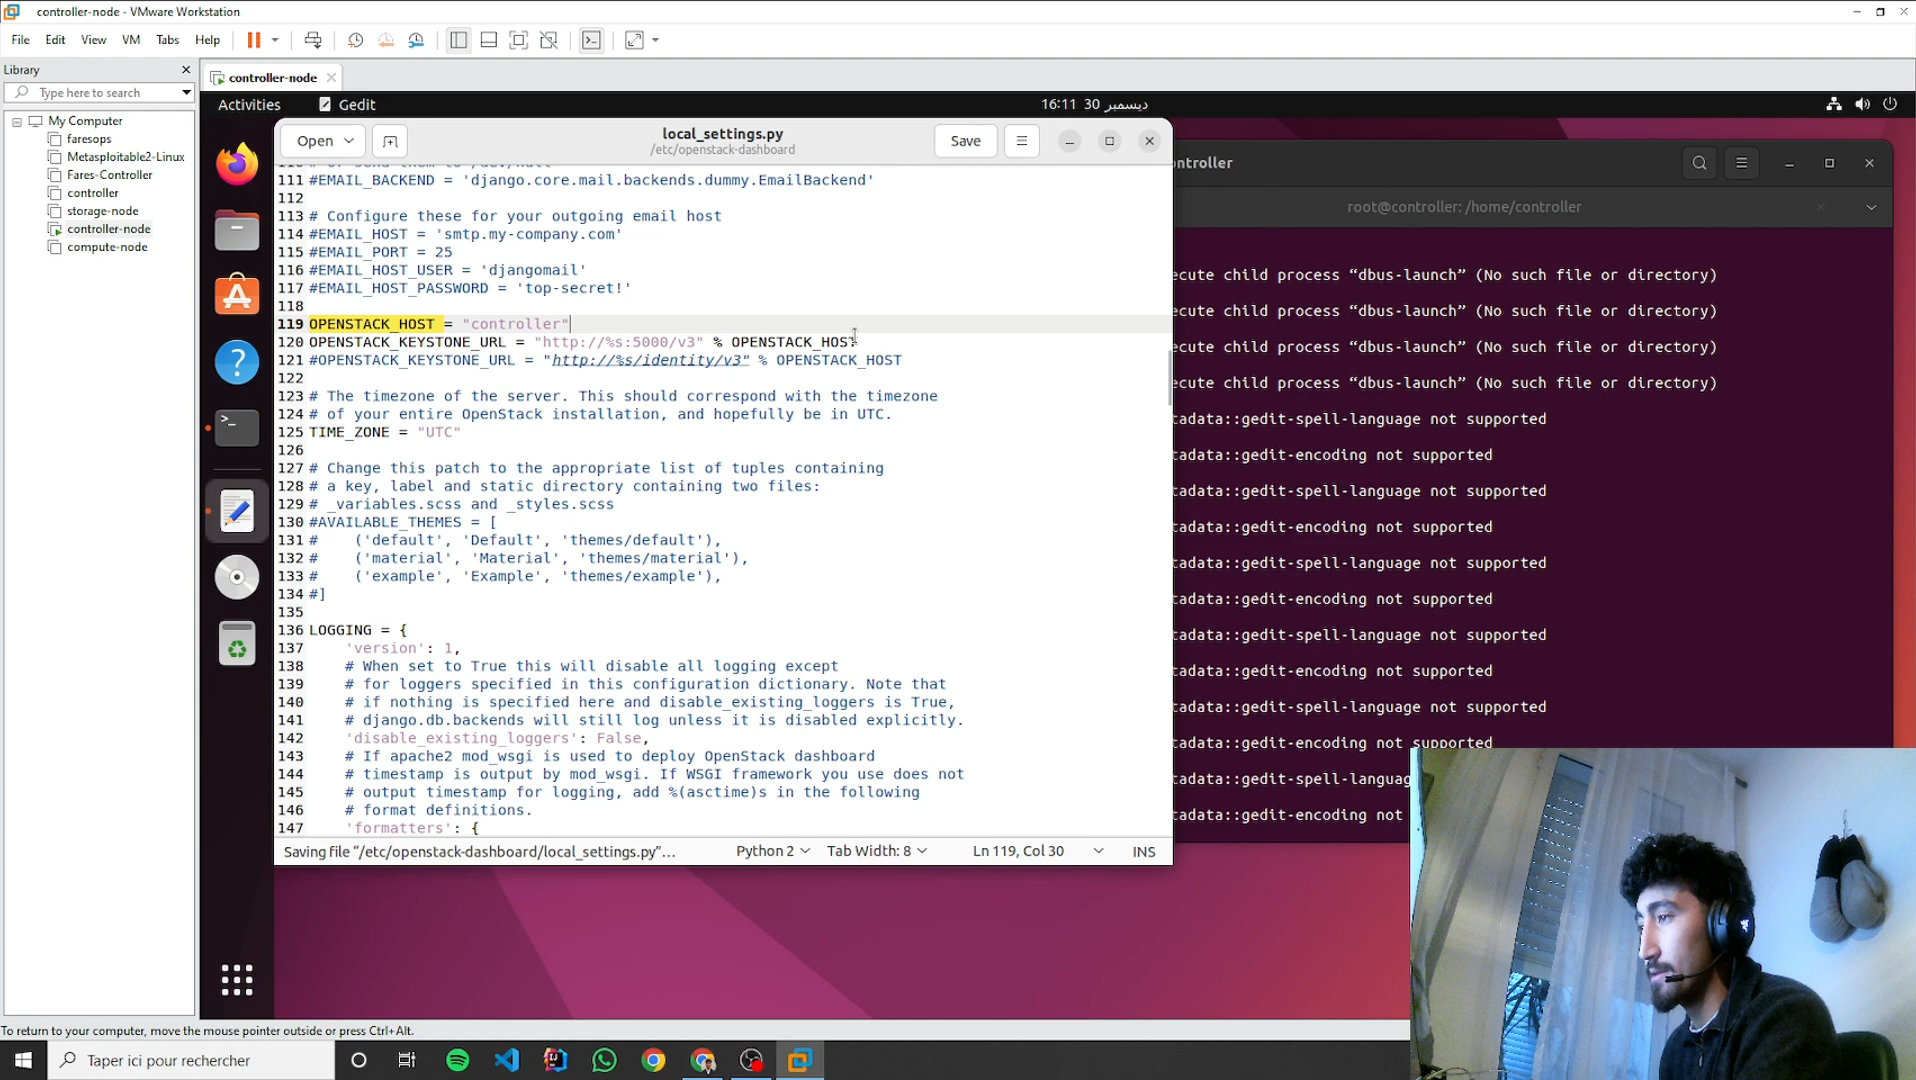 controller-node - VMware Workstation
File Edit View VM Tabs Help
Library
Type here to search
My Computer
faresops
Metasploitable2-Linux
Fares-Controller
controller
storage-node
controller-node
compute-node
controller-node
Activities
Gedit
16:11 30 ديسمبر
Open
local_settings.py
/etc/openstack-dashboard
Save
111 #EMAIL_BACKEND = 'django.core.mail.backends.dummy.EmailBackend'
112
113 # Configure these for your outgoing email host
114 #EMAIL_HOST = 'smtp.my-company.com'
115 #EMAIL_PORT = 25
116 #EMAIL_HOST_USER = 'djangomail'
117 #EMAIL_HOST_PASSWORD = 'top-secret!'
118
119 OPENSTACK_HOST = "controller"
120 OPENSTACK_KEYSTONE_URL = "http://%s:5000/v3" % OPENSTACK_HOST
121 #OPENSTACK_KEYSTONE_URL = "http://%s/identity/v3" % OPENSTACK_HOST
122
123 # The timezone of the server. This should correspond with the timezone
124 # of your entire OpenStack installation, and hopefully be in UTC.
125 TIME_ZONE = "UTC"
126
127 # Change this patch to the appropriate list of tuples containing
128 # a key, label and static directory containing two files:
129 # _variables.scss and _styles.scss
130 #AVAILABLE_THEMES = [
131 #    ('default', 'Default', 'themes/default'),
132 #    ('material', 'Material', 'themes/material'),
133 #    ('example', 'Example', 'themes/example'),
134 #]
135
136 LOGGING = {
137     'version': 1,
138     # When set to True this will disable all logging except
139     # for loggers specified in this configuration dictionary. Note that
140     # if nothing is specified here and disable_existing_loggers is True,
141     # django.db.backends will still log unless it is disabled explicitly.
142     'disable_existing_loggers': False,
143     # If apache2 mod_wsgi is used to deploy OpenStack dashboard
144     # timestamp is output by mod_wsgi. If WSGI framework you use does not
145     # output timestamp for logging, add %(asctime)s in the following
146     # format definitions.
147     'formatters': {
Saving file “/etc/openstack-dashboard/local_settings.py”…
Python 2
Tab Width: 8
Ln 119, Col 30
INS
ontroller
root@controller: /home/controller
ecute child process “dbus-launch” (No such file or directory)
ecute child process “dbus-launch” (No such file or directory)
ecute child process “dbus-launch” (No such file or directory)
ecute child process “dbus-launch” (No such file or directory)
tadata::gedit-spell-language not supported
tadata::gedit-encoding not supported
tadata::gedit-spell-language not supported
tadata::gedit-encoding not supported
tadata::gedit-spell-language not supported
tadata::gedit-encoding not supported
tadata::gedit-spell-language not supported
tadata::gedit-encoding not supported
tadata::gedit-spell-language not supported
tadata::gedit-encoding not supported
tadata::gedit-spell-languag
tadata::gedit-encoding not
To return to your computer, move the mouse pointer outside or press Ctrl+Alt.
Taper ici pour rechercher